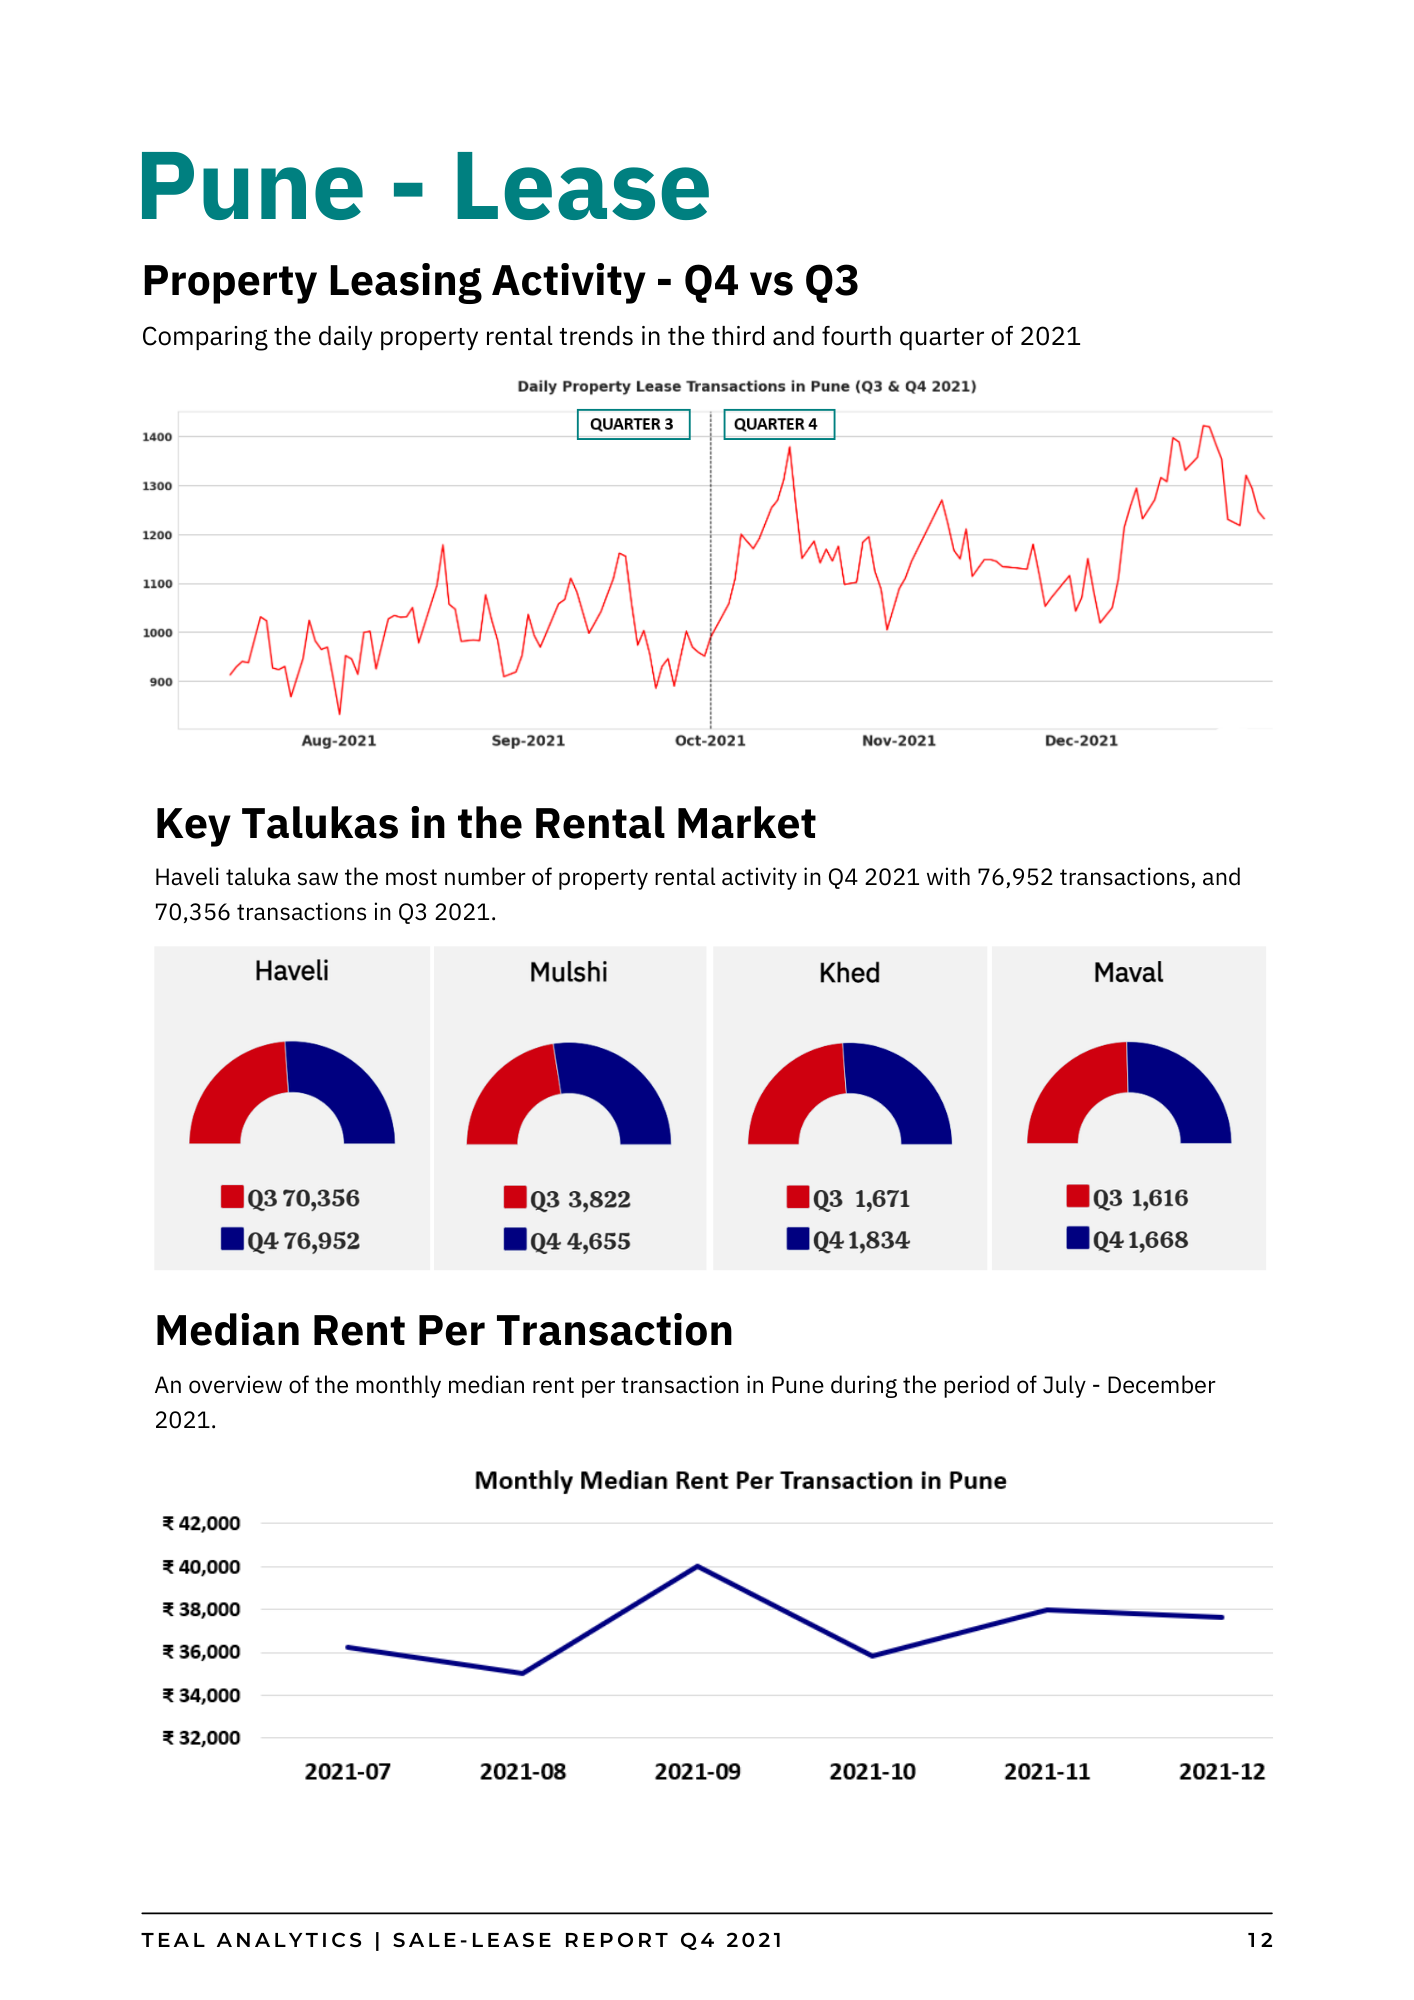 Pune - Lease
Property Leasing Activity - Q4 vs Q3
Comparing the daily property rental trends in the third and fourth quarter of 2021
Daily Property Lease Transactions in Pune (Q3 & Q4 2021)
QUARTER 3
QUARTER 4
1400
1300
1200
1100
1000
900
Aug-2021
Sep-2021
Oct-2021
Nov-2021
Dec-2021
Key Talukas in the Rental Market
Haveli taluka saw the most number of property rental activity in Q4 2021 with 76,952 transactions, and
70,356 transactions in Q3 2021.
Haveli
Q3 70,356
Q4 76,952
Mulshi
Q3 3,822
Q4 4,655
Khed
Q3 1,671
Q4 1,834
Maval
Q3 1,616
Q4 1,668
Median Rent Per Transaction
An overview of the monthly median rent per transaction in Pune during the period of July - December
2021.
Monthly Median Rent Per Transaction in Pune
₹ 42,000
₹ 40,000
₹ 38,000
₹ 36,000
₹ 34,000
₹ 32,000
2021-07
2021-08
2021-09
2021-10
2021-11
2021-12
TEAL ANALYTICS | SALE-LEASE REPORT Q4 2021
12